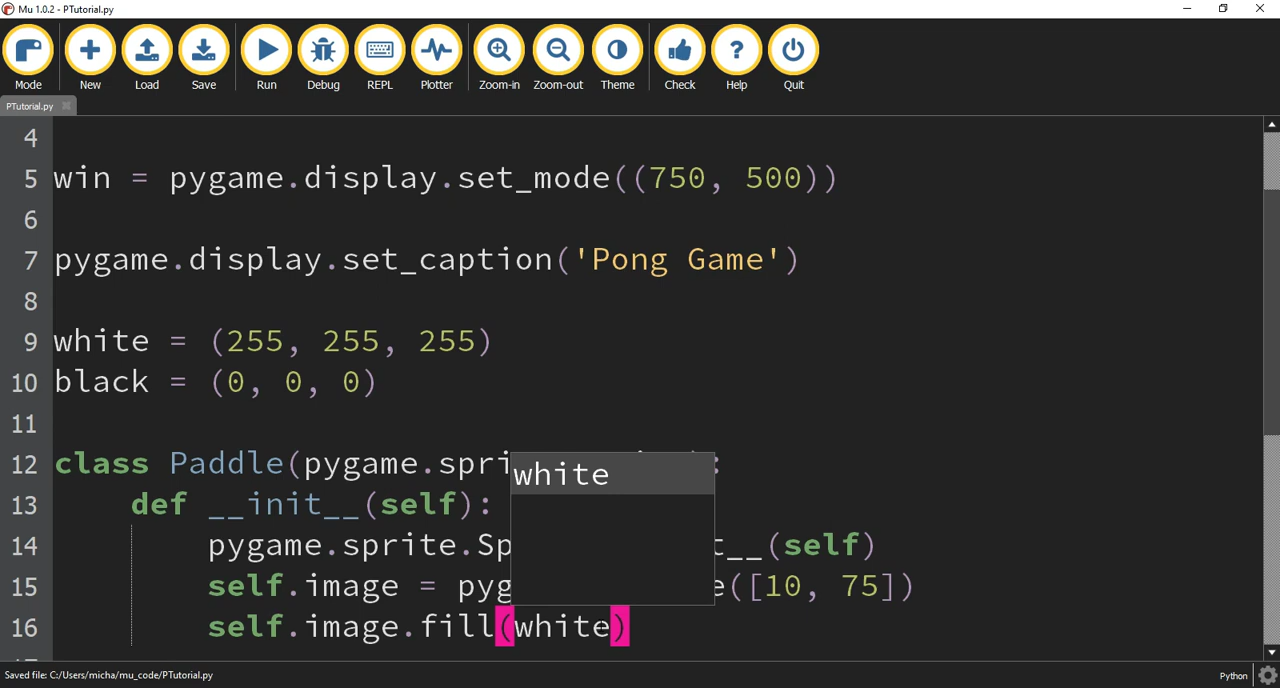 Mu 1.0.2 - PTutorial.py
Mode New Load Save Run Debug REPL Plotter Zoom-in Zoom-out Theme Check Help Quit
PTutorial.py
4
5 win = pygame.display.set_mode((750, 500))
6
7 pygame.display.set_caption('Pong Game')
8
9 white = (255, 255, 255)
10 black = (0, 0, 0)
11
12 class Paddle(pygame.spri :
white
13 def __init__(self):
14 pygame.sprite.Sp t__(self)
15 self.image = pyg e([10, 75])
16 self.image.fill(white)
Saved file: C:/Users/micha/mu_code/PTutorial.py
Python